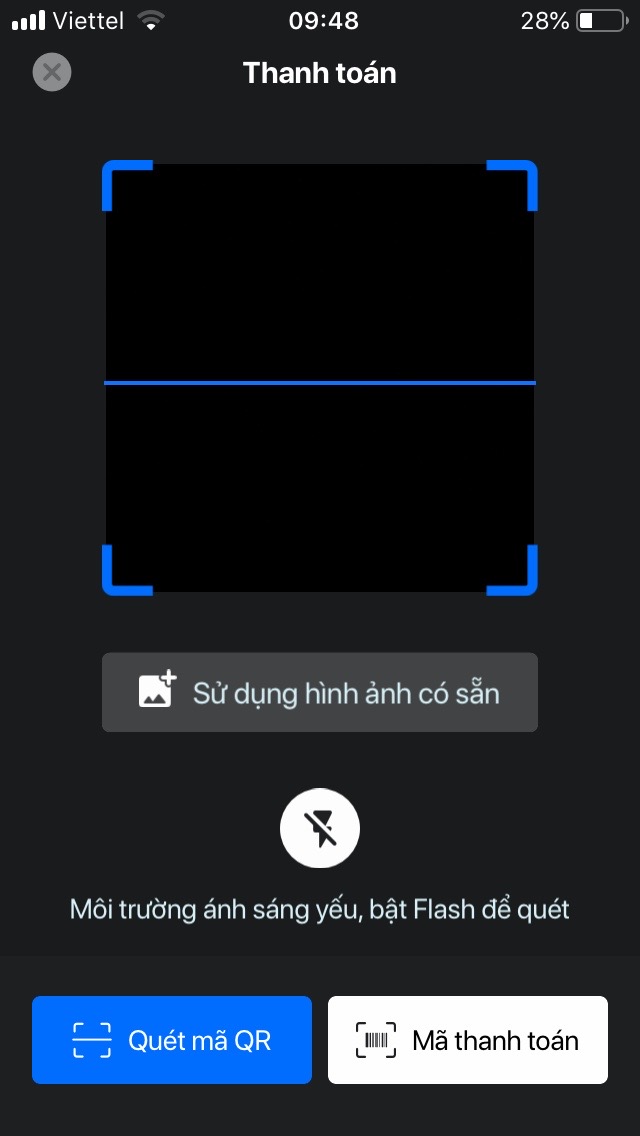 Viettel 09:48 28%
Thanh toán
Sử dụng hình ảnh có sẵn
Môi trường ánh sáng yếu, bật Flash để quét
Quét mã QR Mã thanh toán